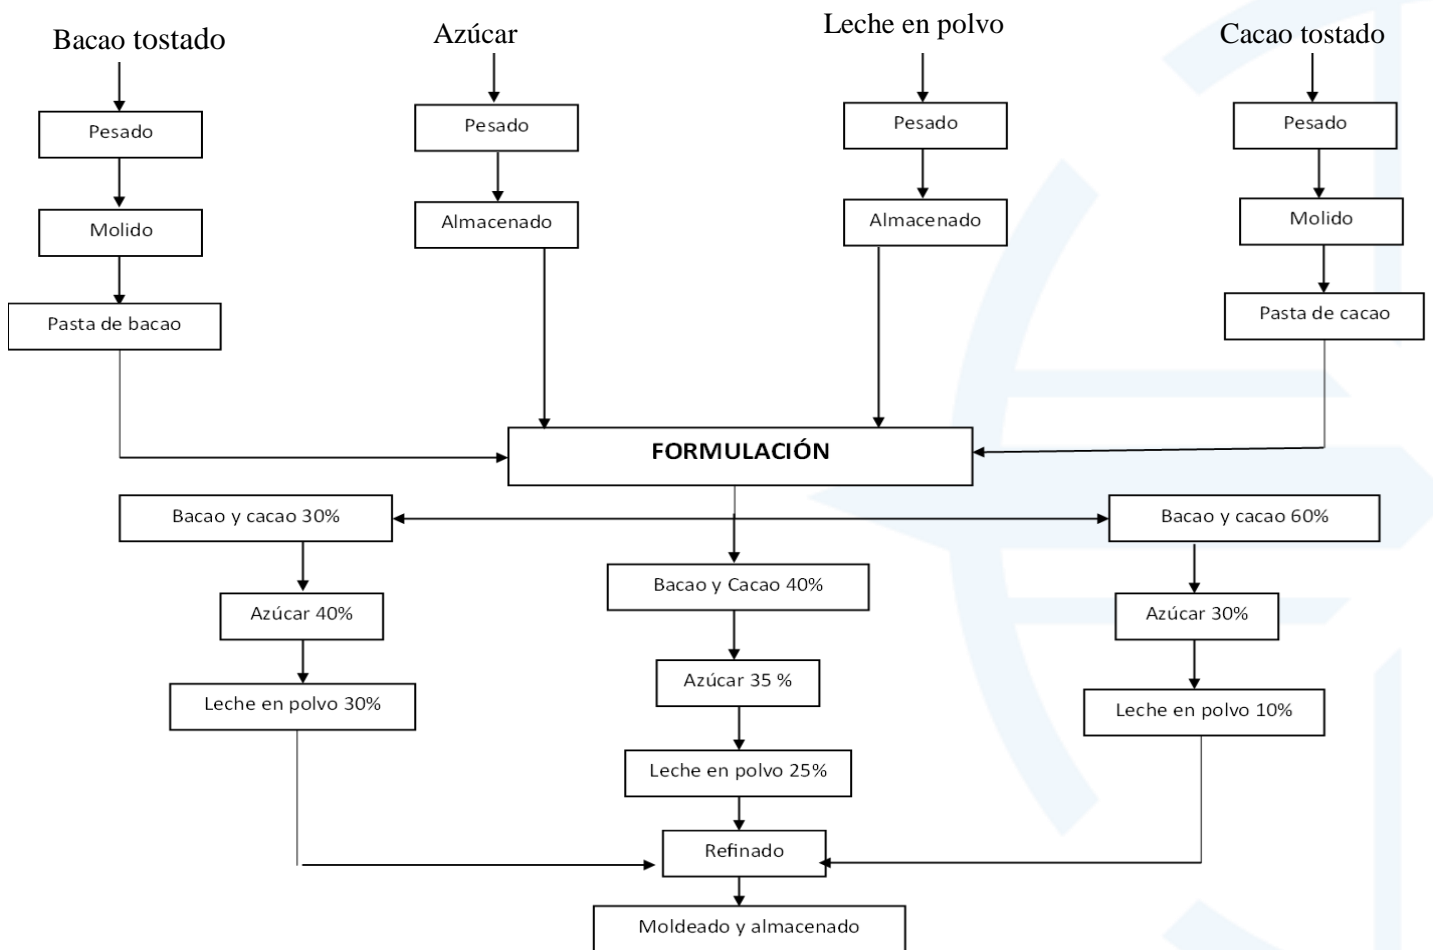 Bacao tostado
Azúcar
Leche en polvo
Cacao tostado
Pesado
Pesado
Pesado
Pesado
Molido
Almacenado
Almacenado
Molido
Pasta de bacao
Pasta de cacao
FORMULACIÓN
Bacao y cacao 30%
Bacao y Cacao 40%
Bacao y cacao 60%
Azúcar 40%
Azúcar 35 %
Azúcar 30%
Leche en polvo 30%
Leche en polvo 25%
Leche en polvo 10%
Refinado
Moldeado y almacenado